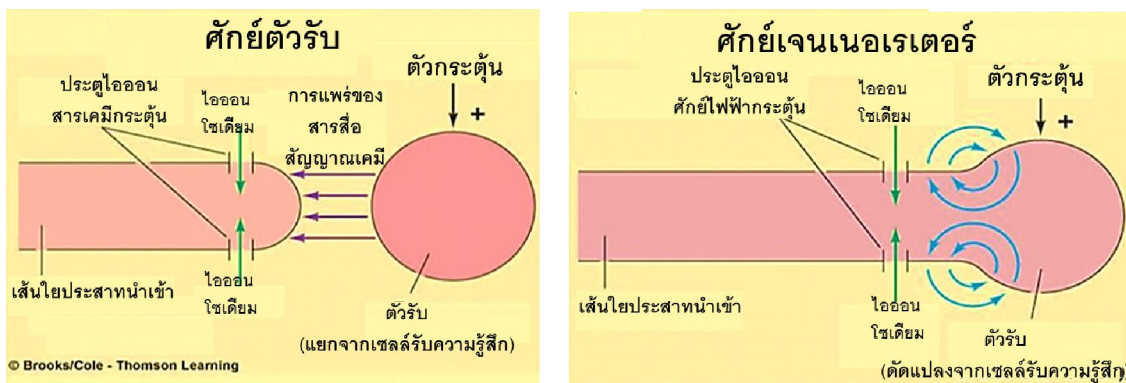 ศักย์ตัวรับ
ตัวกระตุ้น
+
ประตูไอออน
สารเคมีกระตุ้น
ไอออน
โซเดียม
การแพร่ของ
สารสื่อ
สัญญาณเคมี
ไอออน
โซเดียม
เส้นใยประสาทนำเข้า
ตัวรับ
(แยกจากเซลล์รับความรู้สึก)
© Brooks/Cole - Thomson Learning
ศักย์เจนเนอเรเตอร์
ตัวกระตุ้น
+
ประตูไอออน
ศักย์ไฟฟ้ากระตุ้น
ไอออน
โซเดียม
ไอออน
โซเดียม
เส้นใยประสาทนำเข้า
ตัวรับ
(ดัดแปลงจากเซลล์รับความรู้สึก)